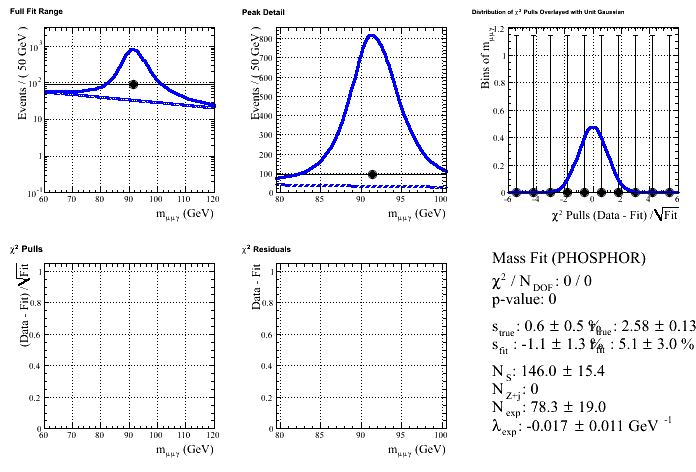 Full Fit Range
Events / ( 50 GeV )
10³
10²
10
1
10⁻¹
60 70 80 90 100 110 120
m_μμγ (GeV)
Peak Detail
Events / ( 50 GeV )
800
700
600
500
400
300
200
100
0
80 85 90 95 100
m_μμγ (GeV)
Distribution of χ² Pulls Overlayed with Unit Gaussian
Bins of m_μμγ
1.2
1
0.8
0.6
0.4
0.2
0
-6 -4 -2 0 2 4 6
χ² Pulls (Data - Fit) /√Fit
χ² Pulls
(Data - Fit) /√Fit
1
0.8
0.6
0.4
0.2
0
60 70 80 90 100 110 120
m_μμγ (GeV)
χ² Residuals
Data - Fit
1
0.8
0.6
0.4
0.2
0
80 85 90 95 100
m_μμγ (GeV)
Mass Fit (PHOSPHOR)
χ² / N_DOF : 0 / 0
p-value: 0
s_true : 0.6 ± 0.5 % r_true : 2.58 ± 0.13
s_fit : -1.1 ± 1.3 % r_fit : 5.1 ± 3.0 %
N_S : 146.0 ± 15.4
N_Z+j : 0
N_exp : 78.3 ± 19.0
λ_exp : -0.017 ± 0.011 GeV⁻¹